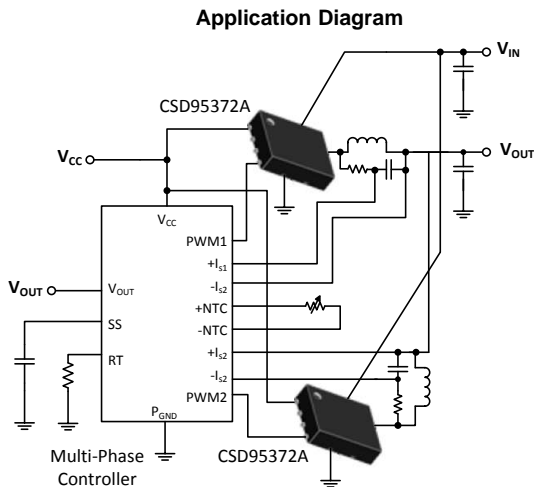 Application Diagram
V_IN
CSD95372A
V_OUT
V_CC
V_CC
PWM1
+I_s1
-I_s2
V_OUT
V_OUT
+NTC
SS
-NTC
RT
+I_s2
-I_s2
PWM2
P_GND
Multi-Phase
Controller
CSD95372A